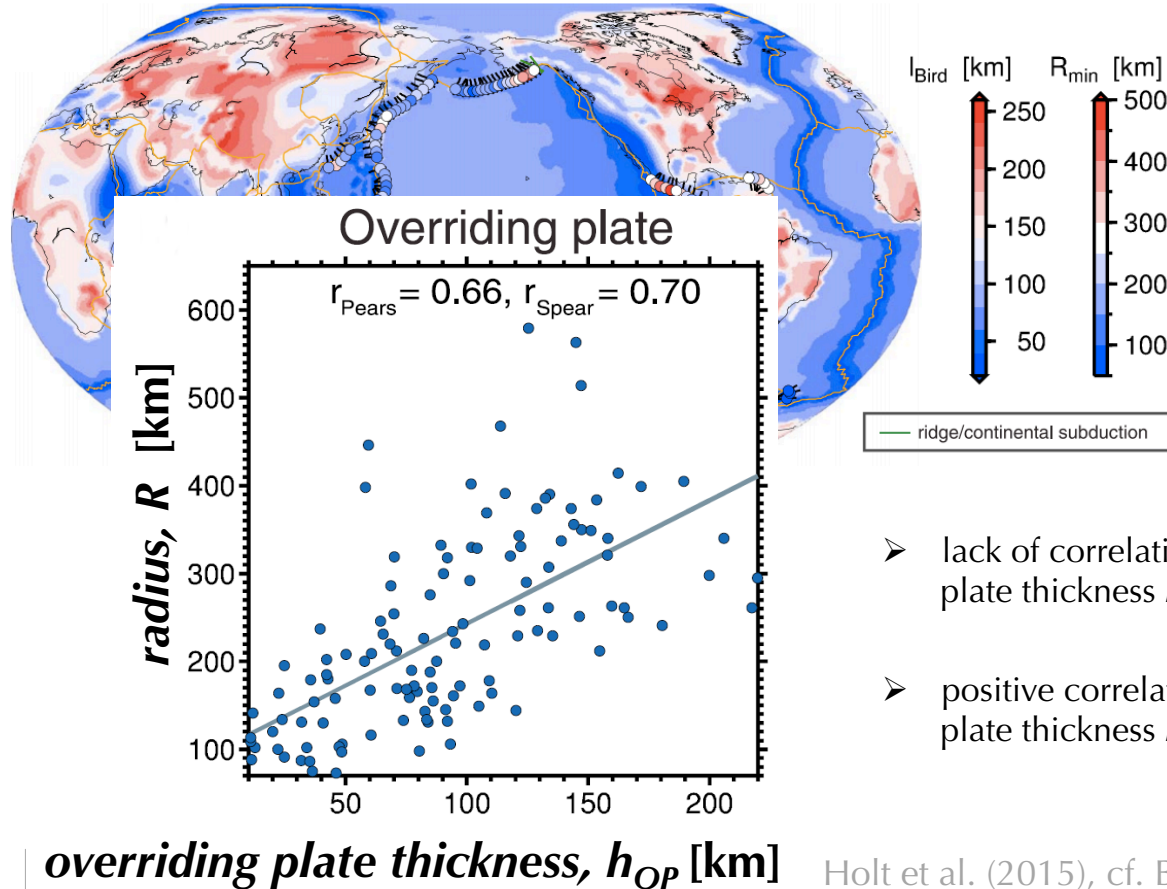 l_Bird [km] R_min [km]
250
200
150
100
50
500
400
300
200
100
Overriding plate
r_Pears = 0.66, r_Spear = 0.70
600
500
400
300
200
100
radius, R [km]
50 100 150 200
overriding plate thickness, h_OP [km]
ridge/continental subduction
➤ lack of correlati
plate thickness
➤ positive correlat
plate thickness
Holt et al. (2015), cf.